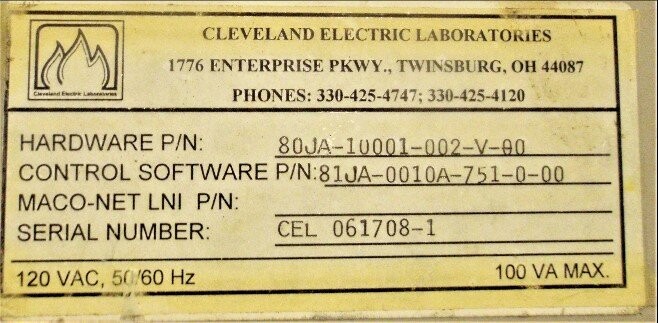 CLEVELAND ELECTRIC LABORATORIES
1776 ENTERPRISE PKWY., TWINSBURG, OH 44087
PHONES: 330-425-4747; 330-425-4120
Cleveland Electric Laboratories
HARDWARE P/N: 80JA-10001-002-V-00
CONTROL SOFTWARE P/N:81JA-0010A-751-0-00
MACO-NET LNI P/N:
SERIAL NUMBER: CEL 061708-1
120 VAC, 50/60 Hz 100 VA MAX.